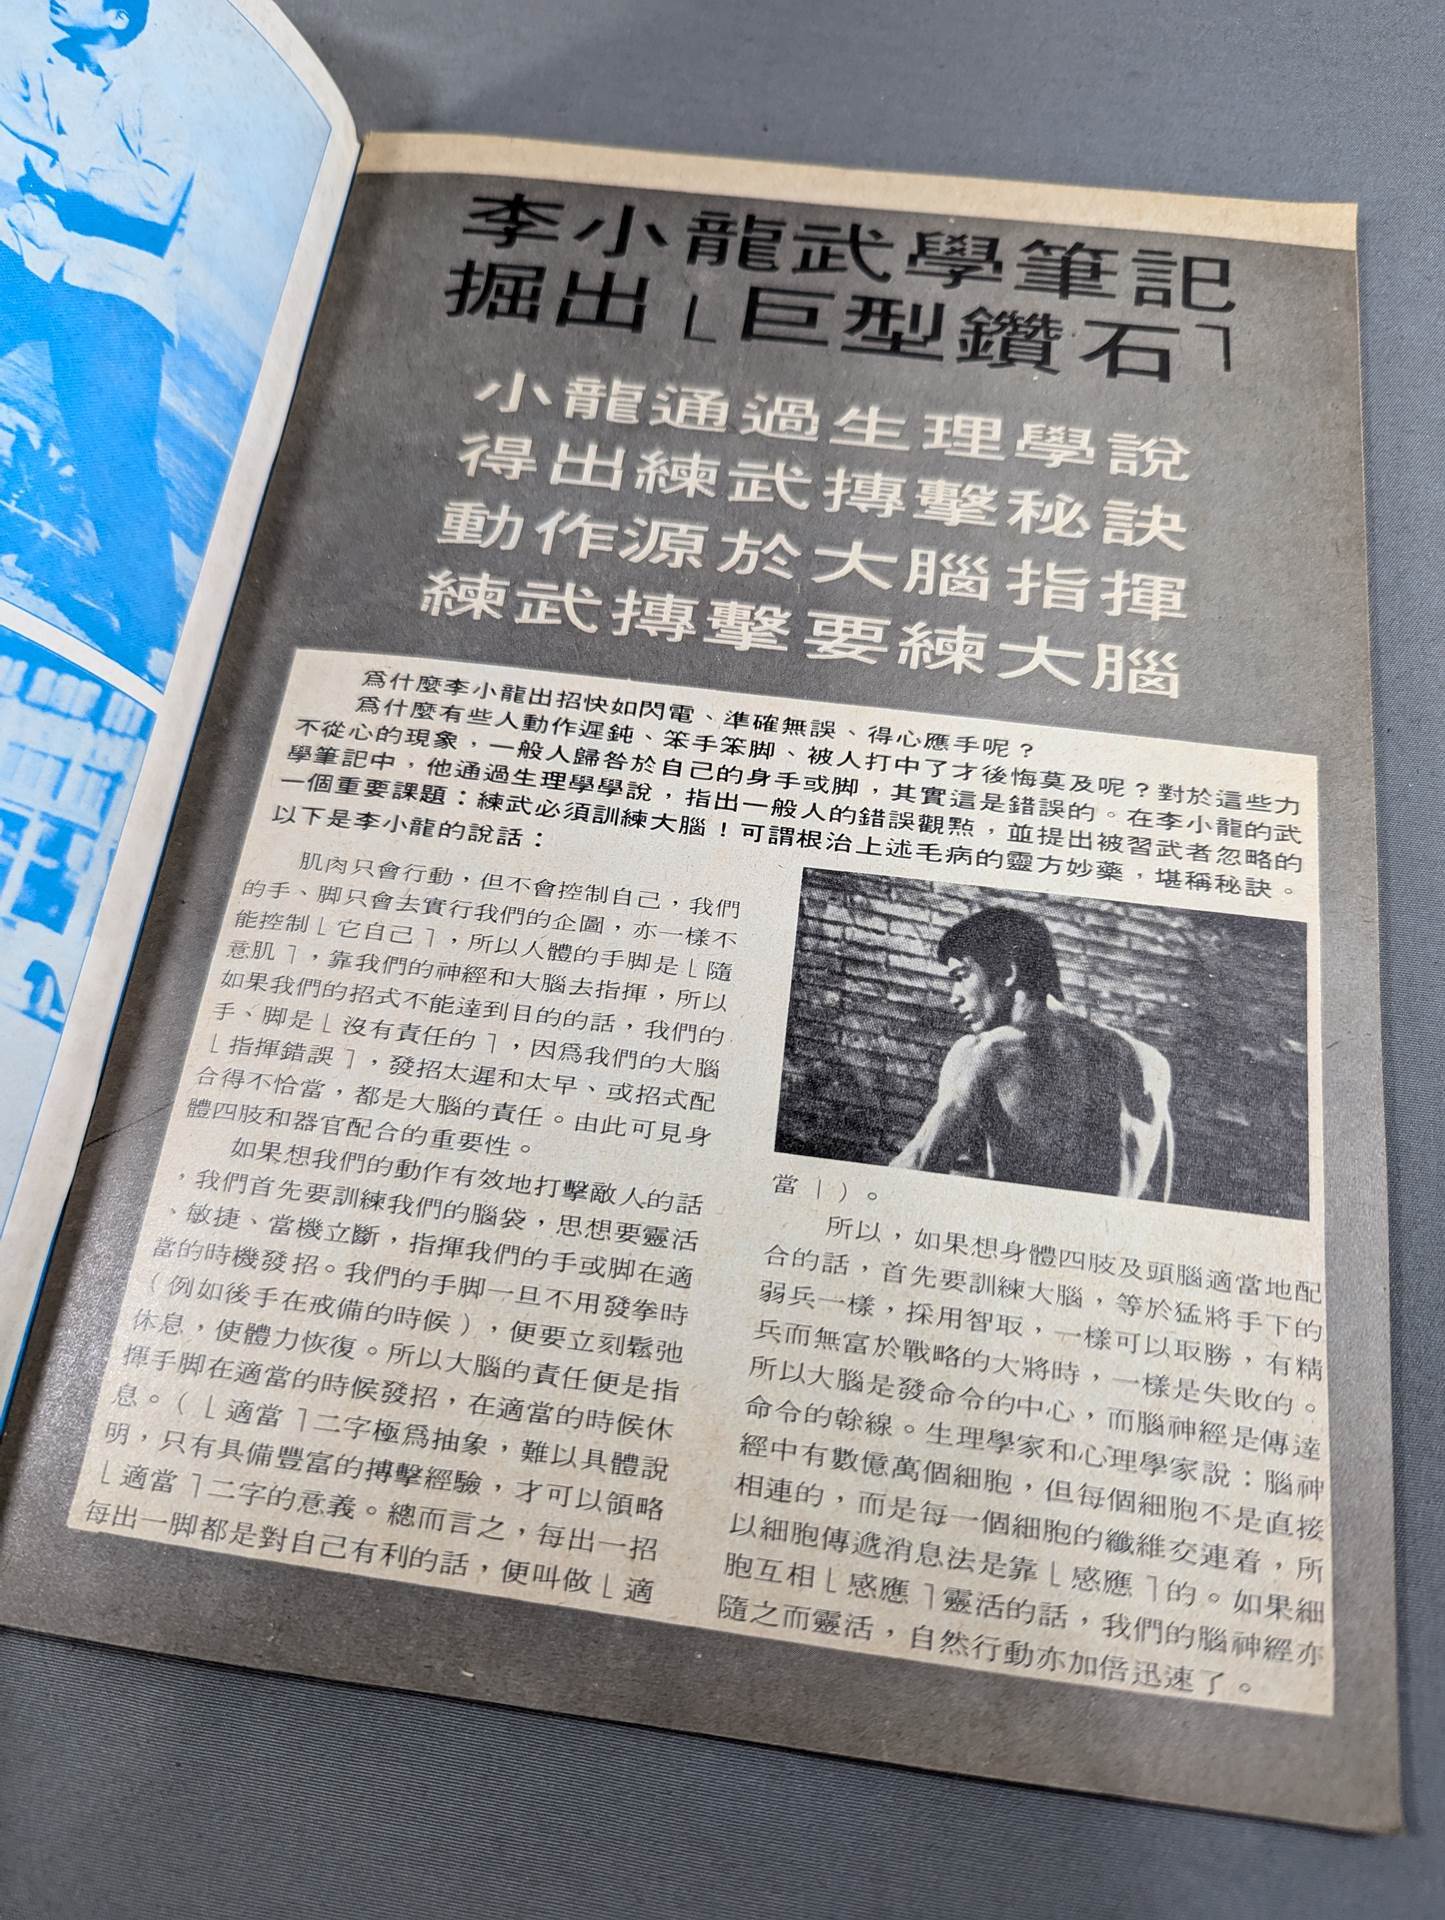 李小龍武學筆記
掘出「巨型鑽石」
小龍通過生理學說
得出練武搏擊秘訣
動作源於大腦指揮
練武搏擊要練大腦
爲什麼李小龍出招快如閃電、準確無誤、得心應手呢？
爲什麼有些人動作遲鈍、笨手笨脚、被人打中了才後悔莫及呢？對於這些力
不從心的現象，一般人歸咎於自己的身手或脚，其實這是錯誤的。在李小龍的武
學筆記中，他通過生理學學說，指出一般人的錯誤觀點，並提出被習武者忽略的
一個重要課題：練武必須訓練大腦！可謂根治上述毛病的靈方妙藥，堪稱秘訣。
以下是李小龍的說話：
肌肉只會行動，但不會控制自己，我們
的手、脚只會去實行我們的企圖，亦一樣不
能控制「它自己」，所以人體的手脚是「隨
意肌」，靠我們的神經和大腦去指揮，所以
如果我們的招式不能達到目的的話，我們的
手、脚是「沒有責任的」，因爲我們的大腦
「指揮錯誤」，發招太遲和太早、或招式配
合得不恰當，都是大腦的責任。由此可見身
體四肢和器官配合的重要性。
如果想我們的動作有效地打擊敵人的話
，我們首先要訓練我們的腦袋，思想要靈活
、敏捷、當機立斷，指揮我們的手或脚在適
當的時機發招。我們的手脚一旦不用發拳時
（例如後手在戒備的時候），便要立刻鬆弛
休息，使體力恢復。所以大腦的責任便是指
揮手脚在適當的時候發招，在適當的時候休
息。（「適當」二字極爲抽象，難以具體說
明，只有具備豐富的搏擊經驗，才可以領略
「適當」二字的意義。總而言之，每出一招
每出一脚都是對自己有利的話，便叫做「適
當」）。
所以，如果想身體四肢及頭腦適當地配
合的話，首先要訓練大腦，等於猛將手下的
弱兵一樣，採用智取，一樣可以取勝，有精
兵而無富於戰略的大將時，一樣是失敗的。
所以大腦是發命令的中心，而腦神經是傳達
命令的幹線。生理學家和心理學家說：腦神
經中有數億萬個細胞，但每個細胞不是直接
相連的，而是每一個細胞的纖維交連着，所
以細胞傳遞消息法是靠「感應」的。如果細
胞互相「感應」靈活的話，我們的腦神經亦
隨之而靈活，自然行動亦加倍迅速了。